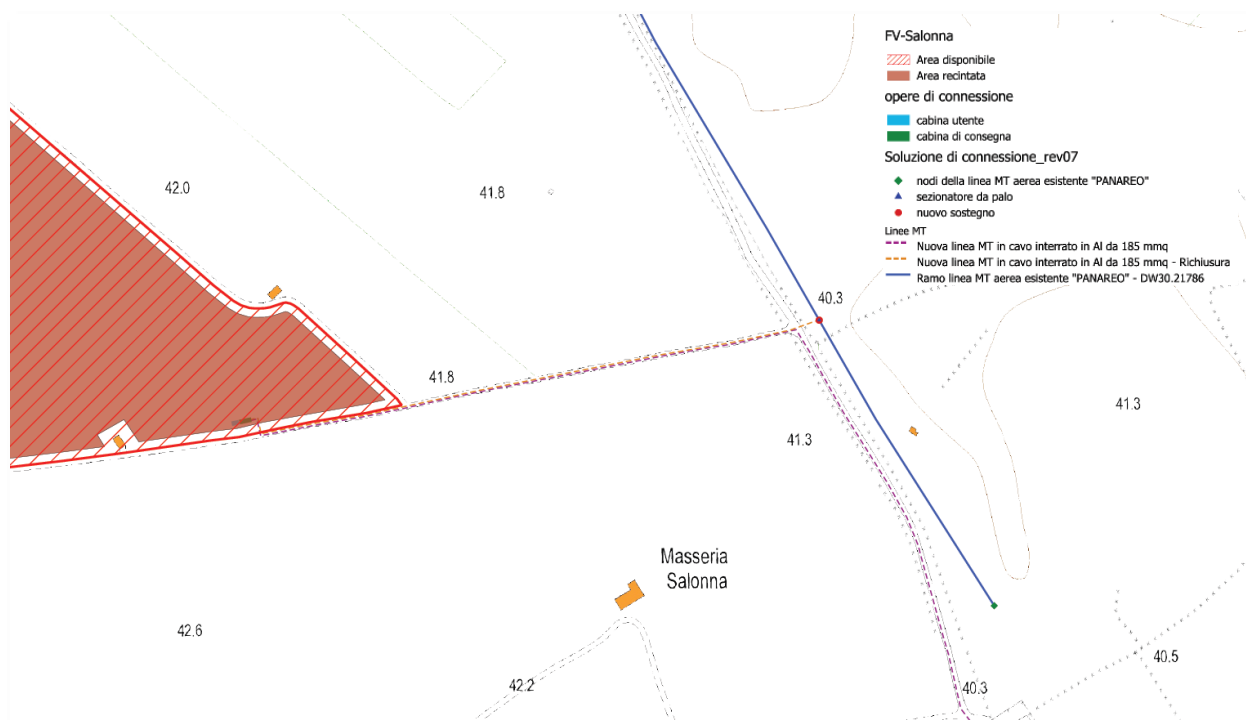 FV-Salonna
Area disponibile
Area recintata
opere di connessione
cabina utente
cabina di consegna
Soluzione di connessione_rev07
nodi della linea MT aerea esistente "PANAREO"
sezionatore da palo
nuovo sostegno
Linee MT
Nuova linea MT in cavo interrato in Al da 185 mmq
Nuova linea MT in cavo interrato in Al da 185 mmq - Richiusura
Ramo linea MT aerea esistente "PANAREO" - DW30.21786
42.0
41.8
40.3
41.8
41.3
41.3
Masseria
Salonna
42.6
40.5
42.2
40.3